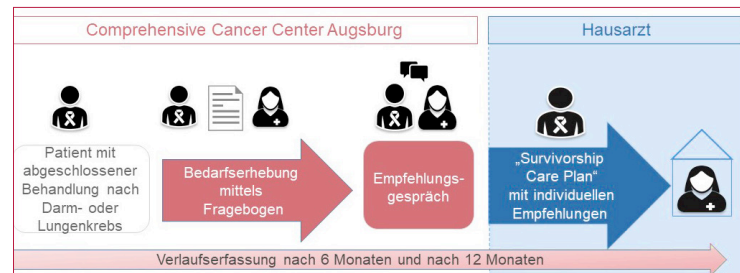 Comprehensive Cancer Center Augsburg
Hausarzt
Patient mit
abgeschlossener
Behandlung nach
Darm- oder
Lungenkrebs
Bedarfserhebung
mittels
Fragebogen
Empfehlungs-
gespräch
„Survivorship
Care Plan"
mit individuellen
Empfehlungen
Verlaufserfassung nach 6 Monaten und nach 12 Monaten